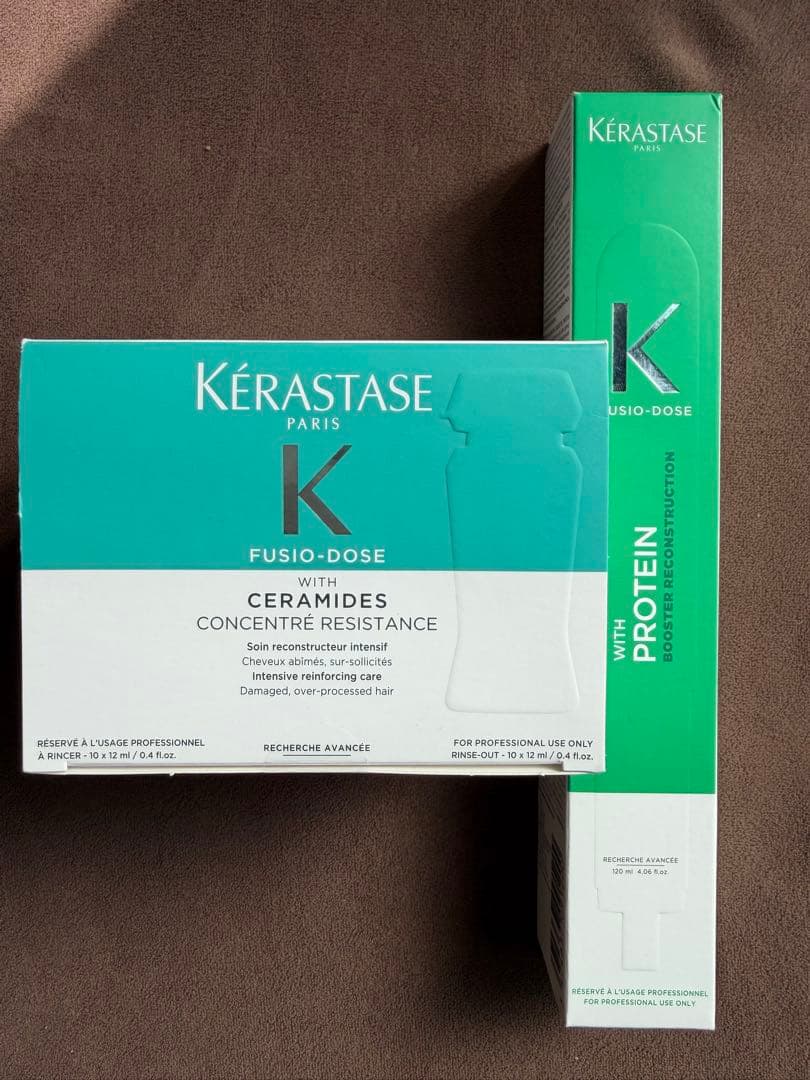 KÉRASTASE
PARIS
K
FUSIO-DOSE
WITH
CERAMIDES
CONCENTRÉ RESISTANCE
Soin reconstructeur intensif
Cheveux abîmés, sur-sollicités
Intensive reinforcing care
Damaged, over-processed hair
RÉSERVÉ À L'USAGE PROFESSIONNEL
À RINCER - 10 x 12 ml / 0.4 fl.oz.
RECHERCHE AVANCÉE
FOR PROFESSIONAL USE ONLY
RINSE-OUT - 10 x 12 ml / 0.4 fl.oz.
KÉRASTASE
PARIS
K
USIO-DOSE
WITH
PROTEIN
BOOSTER RECONSTRUCTION
RECHERCHE AVANCÉE
120 ml 4.06 fl.oz.
RÉSERVÉ À L'USAGE PROFESSIONNEL
FOR PROFESSIONAL USE ONLY